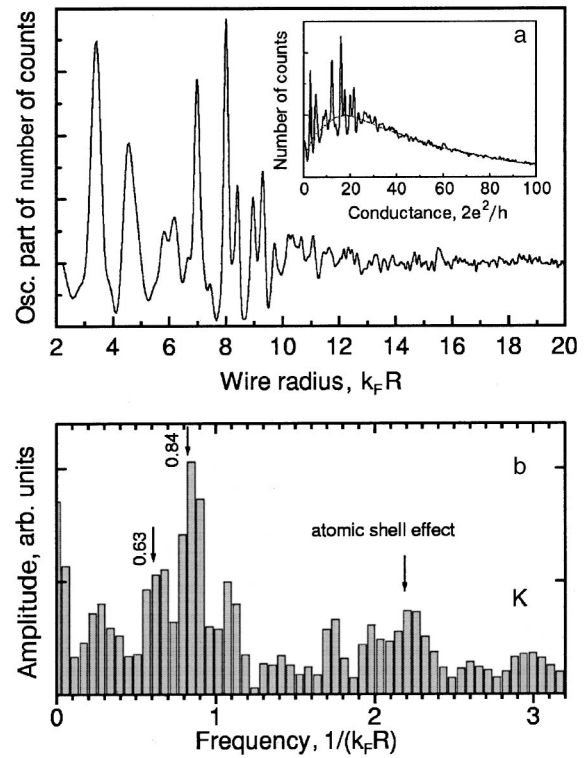 Osc. part of number of counts
a
Number of counts
0 20 40 60 80 100
Conductance, 2e²/h
2 4 6 8 10 12 14 16 18 20
Wire radius, k_FR
Amplitude, arb. units
0.63
0.84
b
atomic shell effect
K
0 1 2 3
Frequency, 1/(k_FR)